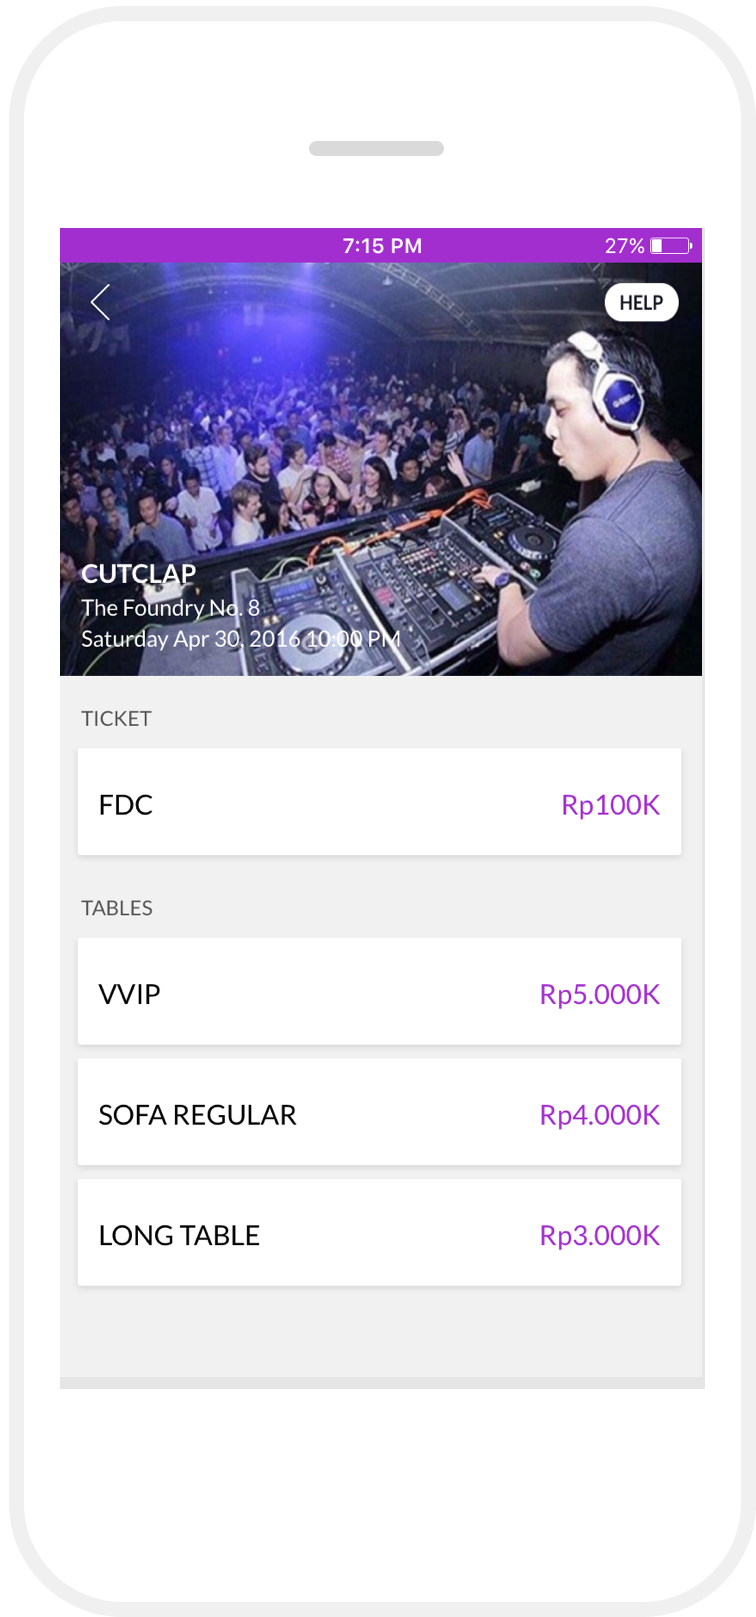 7:15 PM 27%
HELP
CUTCLAP
The Foundry No. 8
Saturday Apr 30, 2016 10:00 PM
TICKET
FDC Rp100K
TABLES
VVIP Rp5.000K
SOFA REGULAR Rp4.000K
LONG TABLE Rp3.000K